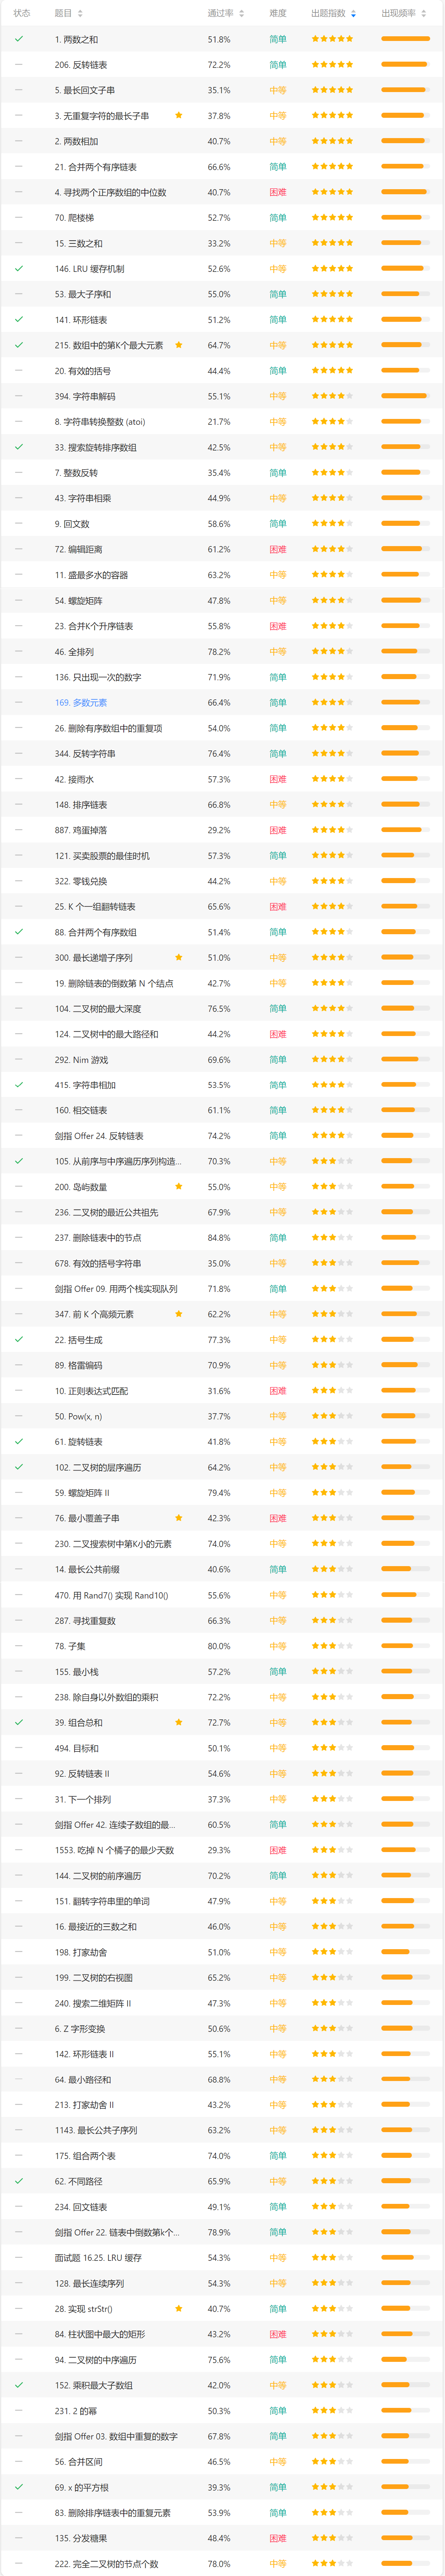 状态 题目 通过率 难度 出题指数 出现频率
1. 两数之和 51.8% 简单
206. 反转链表 72.2% 简单
5. 最长回文子串 35.1% 中等
3. 无重复字符的最长子串 37.8% 中等
2. 两数相加 40.7% 中等
21. 合并两个有序链表 66.6% 简单
4. 寻找两个正序数组的中位数 40.7% 困难
70. 爬楼梯 52.7% 简单
15. 三数之和 33.2% 中等
146. LRU 缓存机制 52.6% 中等
53. 最大子序和 55.0% 简单
141. 环形链表 51.2% 简单
215. 数组中的第K个最大元素 64.7% 中等
20. 有效的括号 44.4% 简单
394. 字符串解码 55.1% 中等
8. 字符串转换整数 (atoi) 21.7% 中等
33. 搜索旋转排序数组 42.5% 中等
7. 整数反转 35.4% 简单
43. 字符串相乘 44.9% 中等
9. 回文数 58.6% 简单
72. 编辑距离 61.2% 困难
11. 盛最多水的容器 63.2% 中等
54. 螺旋矩阵 47.8% 中等
23. 合并K个升序链表 55.8% 困难
46. 全排列 78.2% 中等
136. 只出现一次的数字 71.9% 简单
169. 多数元素 66.4% 简单
26. 删除有序数组中的重复项 54.0% 简单
344. 反转字符串 76.4% 简单
42. 接雨水 57.3% 困难
148. 排序链表 66.8% 中等
887. 鸡蛋掉落 29.2% 困难
121. 买卖股票的最佳时机 57.3% 简单
322. 零钱兑换 44.2% 中等
25. K 个一组翻转链表 65.6% 困难
88. 合并两个有序数组 51.4% 简单
300. 最长递增子序列 51.0% 中等
19. 删除链表的倒数第 N 个结点 42.7% 中等
104. 二叉树的最大深度 76.5% 简单
124. 二叉树中的最大路径和 44.2% 困难
292. Nim 游戏 69.6% 简单
415. 字符串相加 53.5% 简单
160. 相交链表 61.1% 简单
剑指 Offer 24. 反转链表 74.2% 简单
105. 从前序与中序遍历序列构造... 70.3% 中等
200. 岛屿数量 55.0% 中等
236. 二叉树的最近公共祖先 67.9% 中等
237. 删除链表中的节点 84.8% 简单
678. 有效的括号字符串 35.0% 中等
剑指 Offer 09. 用两个栈实现队列 71.8% 简单
347. 前 K 个高频元素 62.2% 中等
22. 括号生成 77.3% 中等
89. 格雷编码 70.9% 中等
10. 正则表达式匹配 31.6% 困难
50. Pow(x, n) 37.7% 中等
61. 旋转链表 41.8% 中等
102. 二叉树的层序遍历 64.2% 中等
59. 螺旋矩阵 II 79.4% 中等
76. 最小覆盖子串 42.3% 困难
230. 二叉搜索树中第K小的元素 74.0% 中等
14. 最长公共前缀 40.6% 简单
470. 用 Rand7() 实现 Rand10() 55.6% 中等
287. 寻找重复数 66.3% 中等
78. 子集 80.0% 中等
155. 最小栈 57.2% 简单
238. 除自身以外数组的乘积 72.2% 中等
39. 组合总和 72.7% 中等
494. 目标和 50.1% 中等
92. 反转链表 II 54.6% 中等
31. 下一个排列 37.3% 中等
剑指 Offer 42. 连续子数组的最... 60.5% 简单
1553. 吃掉 N 个橘子的最少天数 29.3% 困难
144. 二叉树的前序遍历 70.2% 简单
151. 翻转字符串里的单词 47.9% 中等
16. 最接近的三数之和 46.0% 中等
198. 打家劫舍 51.0% 中等
199. 二叉树的右视图 65.2% 中等
240. 搜索二维矩阵 II 47.3% 中等
6. Z 字形变换 50.6% 中等
142. 环形链表 II 55.1% 中等
64. 最小路径和 68.8% 中等
213. 打家劫舍 II 43.2% 中等
1143. 最长公共子序列 63.2% 中等
175. 组合两个表 74.0% 简单
62. 不同路径 65.9% 中等
234. 回文链表 49.1% 简单
剑指 Offer 22. 链表中倒数第k个... 78.9% 简单
面试题 16.25. LRU 缓存 54.3% 中等
128. 最长连续序列 54.3% 中等
28. 实现 strStr() 40.7% 简单
84. 柱状图中最大的矩形 43.2% 困难
94. 二叉树的中序遍历 75.6% 简单
152. 乘积最大子数组 42.0% 中等
231. 2 的幂 50.3% 简单
剑指 Offer 03. 数组中重复的数字 67.8% 简单
56. 合并区间 46.5% 中等
69. x 的平方根 39.3% 简单
83. 删除排序链表中的重复元素 53.9% 简单
135. 分发糖果 48.4% 困难
222. 完全二叉树的节点个数 78.0% 中等